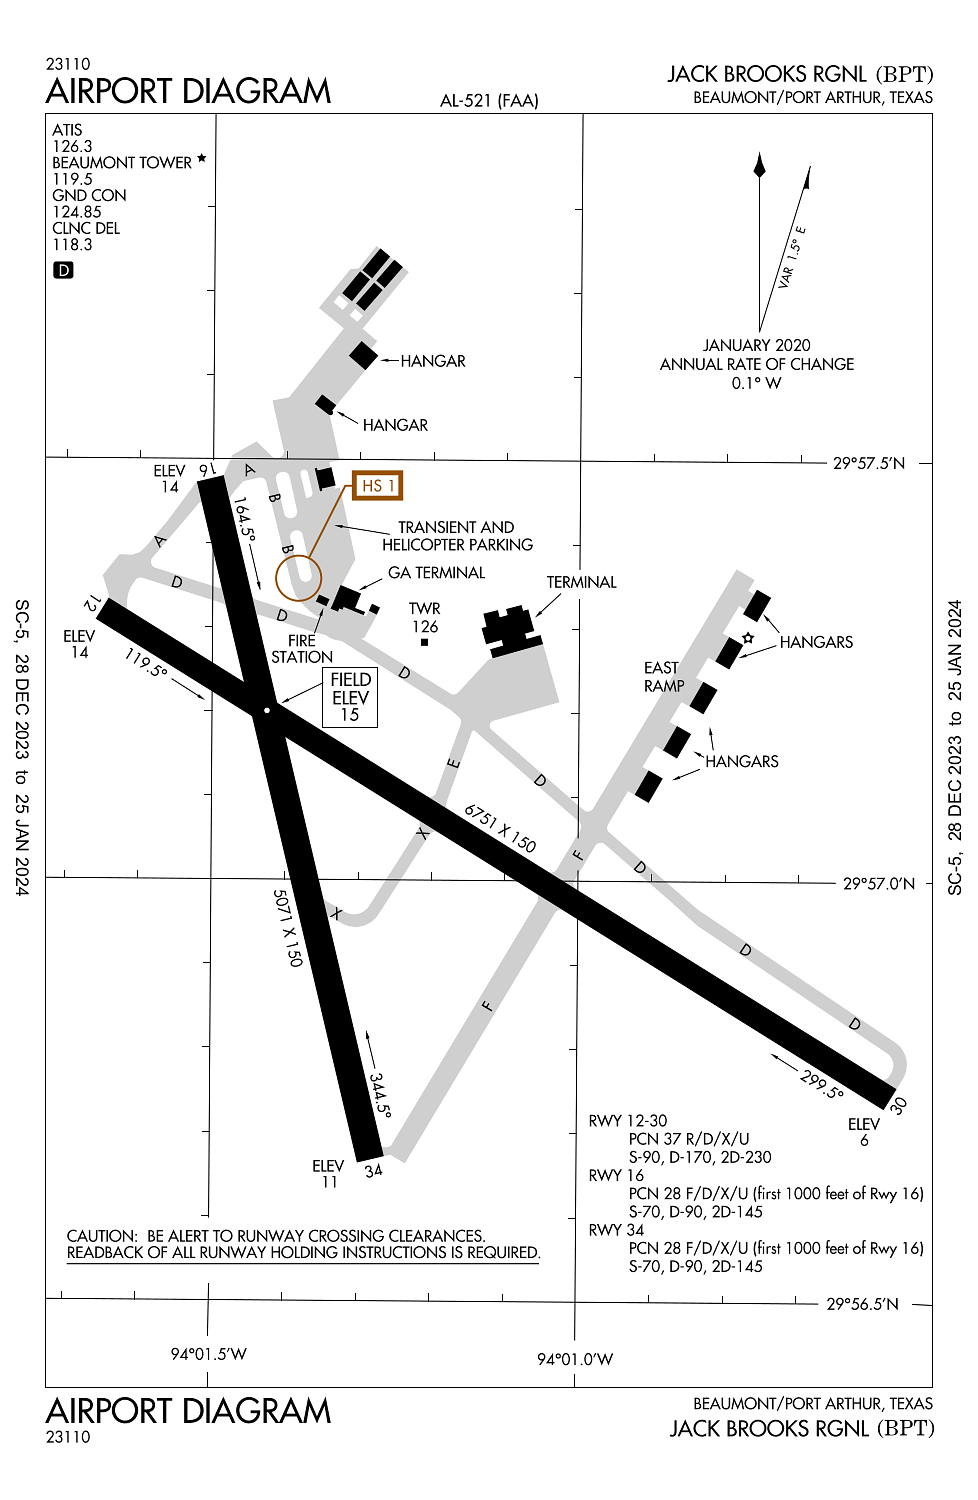 23110
AIRPORT DIAGRAM
AL-521 (FAA)
JACK BROOKS RGNL (BPT)
BEAUMONT/PORT ARTHUR, TEXAS
ATIS
126.3
BEAUMONT TOWER ★
119.5
GND CON
124.85
CLNC DEL
118.3
D
VAR 1.5° E
JANUARY 2020
ANNUAL RATE OF CHANGE
0.1° W
HANGAR
HANGAR
29°57.5'N
ELEV
14
16
A
164.5°
B
HS 1
TRANSIENT AND
HELICOPTER PARKING
A
B
GA TERMINAL
TERMINAL
D
12
D
TWR
126
ELEV
14
FIRE
STATION
HANGARS
EAST
RAMP
119.5°
FIELD
ELEV
15
D
HANGARS
E
D
X
6751 X 150
F
D
29°57.0'N
5071 X 150
X
D
F
D
344.5°
299.5°
30
ELEV
6
ELEV
11
34
RWY 12-30
PCN 37 R/D/X/U
S-90, D-170, 2D-230
RWY 16
PCN 28 F/D/X/U (first 1000 feet of Rwy 16)
S-70, D-90, 2D-145
RWY 34
PCN 28 F/D/X/U (first 1000 feet of Rwy 16)
S-70, D-90, 2D-145
CAUTION: BE ALERT TO RUNWAY CROSSING CLEARANCES.
READBACK OF ALL RUNWAY HOLDING INSTRUCTIONS IS REQUIRED.
29°56.5'N
94°01.5'W
94°01.0'W
SC-5, 28 DEC 2023 to 25 JAN 2024
SC-5, 28 DEC 2023 to 25 JAN 2024
AIRPORT DIAGRAM
23110
BEAUMONT/PORT ARTHUR, TEXAS
JACK BROOKS RGNL (BPT)